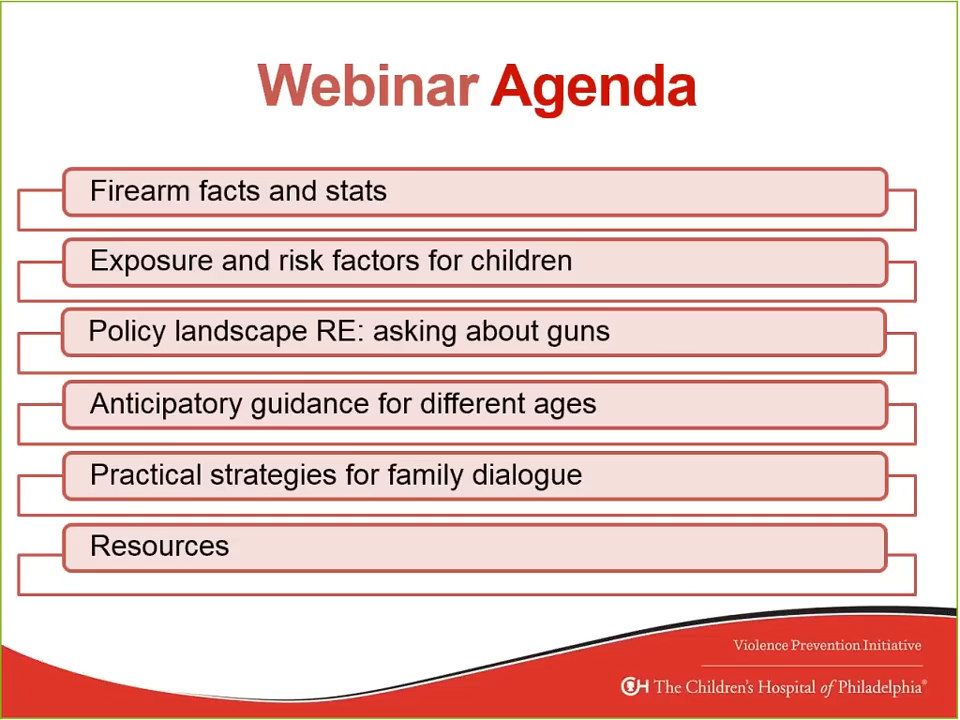 Webinar Agenda
Firearm facts and stats
Exposure and risk factors for children
Policy landscape RE: asking about guns
Anticipatory guidance for different ages
Practical strategies for family dialogue
Resources
Violence Prevention Initiative
CH The Children's Hospital of Philadelphia®